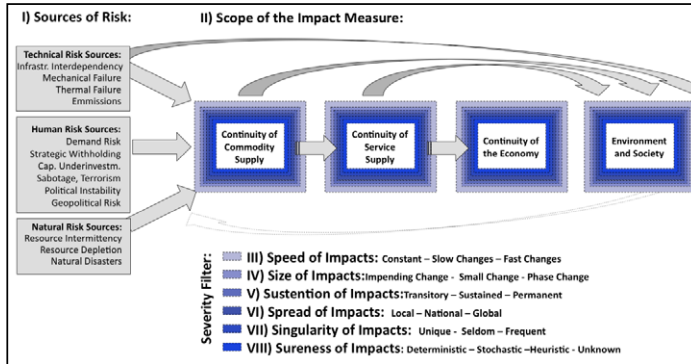 I) Sources of Risk:
II) Scope of the Impact Measure:
Technical Risk Sources:
Infrastr. Interdependency
Mechanical Failure
Thermal Failure
Emmissions
Human Risk Sources:
Demand Risk
Strategic Withholding
Cap. Underinvestm.
Sabotage, Terrorism
Political Instability
Geopolitical Risk
Natural Risk Sources:
Resource Intermittency
Resource Depletion
Natural Disasters
Continuity of
Commodity
Supply
Continuity of
Service
Supply
Continuity of
the Economy
Environment
and Society
Severity Filter:
III) Speed of Impacts: Constant – Slow Changes – Fast Changes
IV) Size of Impacts: Impending Change - Small Change - Phase Change
V) Sustention of Impacts: Transitory – Sustained – Permanent
VI) Spread of Impacts: Local – National – Global
VII) Singularity of Impacts: Unique - Seldom – Frequent
VIII) Sureness of Impacts: Deterministic – Stochastic –Heuristic - Unknown